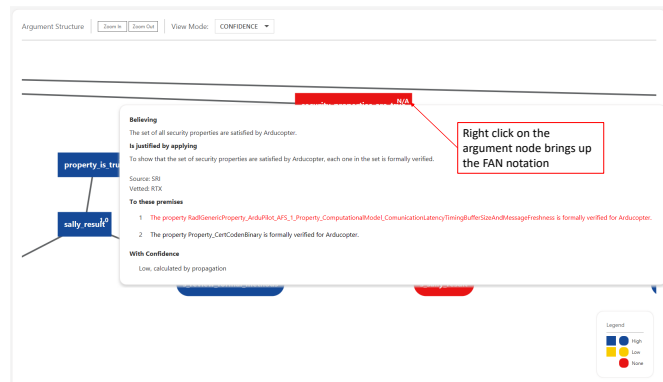 Argument Structure Zoom In Zoom Out View Mode: CONFIDENCE
N/A
Believing
The set of all security properties are satisfied by Arducopter.
Is justified by applying
To show that the set of security properties are satisfied by Arducopter, each one in the set is formally verified.
Source: SRI
Vetted: RTX
To these premises
1 The property RadlGenericProperty_ArduPilot_AFS_1_Property_ComputationalModel_ComunicationLatencyTimingBufferSizeAndMessageFreshness is formally verified for Arducopter.
2 The property Property_CertCodenBinary is formally verified for Arducopter.
With Confidence
Low, calculated by propagation
property_is_tru
sally_result 1.0
Right click on the
argument node brings up
the FAN notation
Legend
High
Low
None